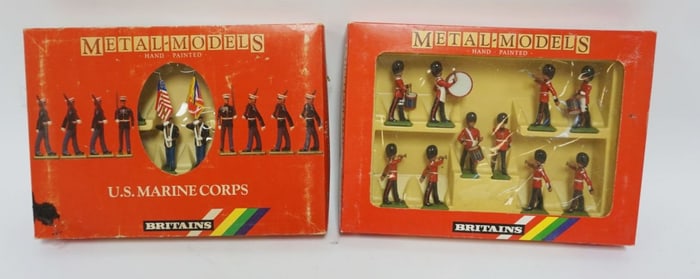 METAL·MODELS
· HAND PAINTED ·
U.S. MARINE CORPS
BRITAINS
METAL·MODELS
· HAND PAINTED ·
BRITAINS